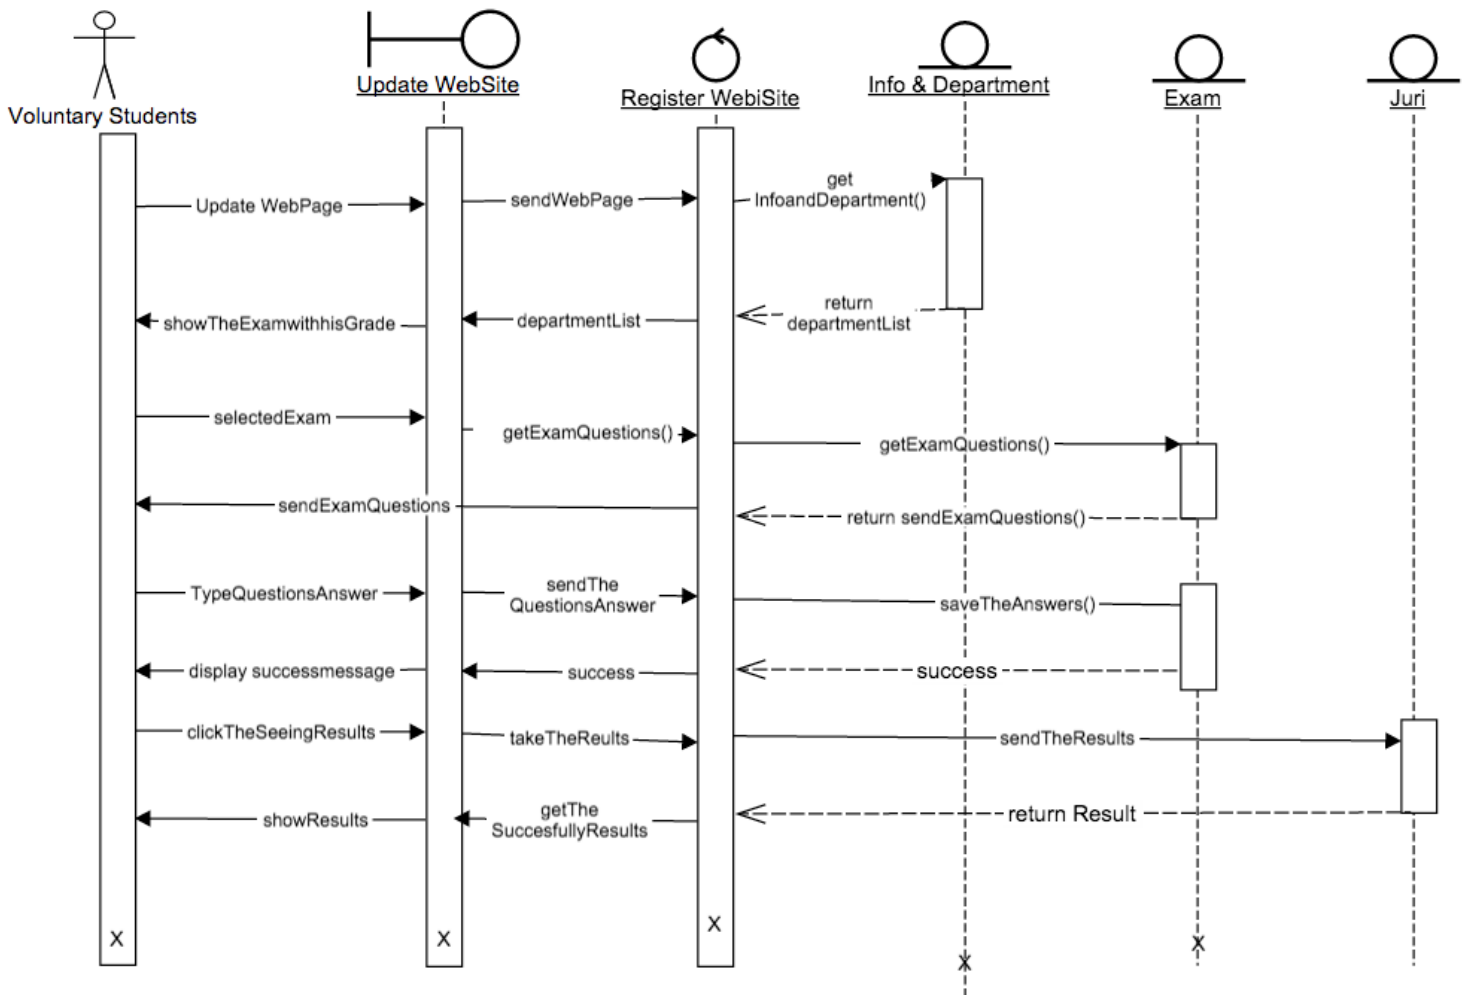 Update WebSite
Register WebiSite
Info & Department
Exam
Juri
Voluntary Students
Update WebPage
sendWebPage
get
InfoandDepartment()
showTheExamwithhisGrade
departmentList
return
departmentList
selectedExam
getExamQuestions()
getExamQuestions()
sendExamQuestions
return sendExamQuestions()
TypeQuestionsAnswer
sendThe
QuestionsAnswer
saveTheAnswers()
display successmessage
success
success
clickTheSeeingResults
takeTheReults
sendTheResults
showResults
getThe
SuccesfullyResults
return Result
X
X
X
X
X